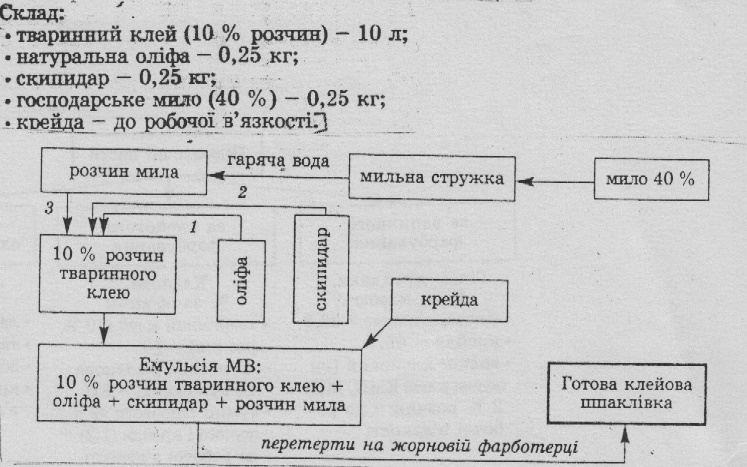 Склад:
• тваринний клей (10 % розчин) – 10 л;
• натуральна оліфа – 0,25 кг;
• скипидар – 0,25 кг;
• господарське мило (40 %) – 0,25 кг;
• крейда – до робочої в’язкості.
розчин мила
гаряча вода
мильна стружка
мило 40 %
3
2
1
10 % розчин
тваринного
клею
оліфа
скипидар
крейда
Емульсія МВ:
10 % розчин тваринного клею +
оліфа + скипидар + розчин мила
Готова клейова
шпаклівка
перетерти на жорновій фарботерці